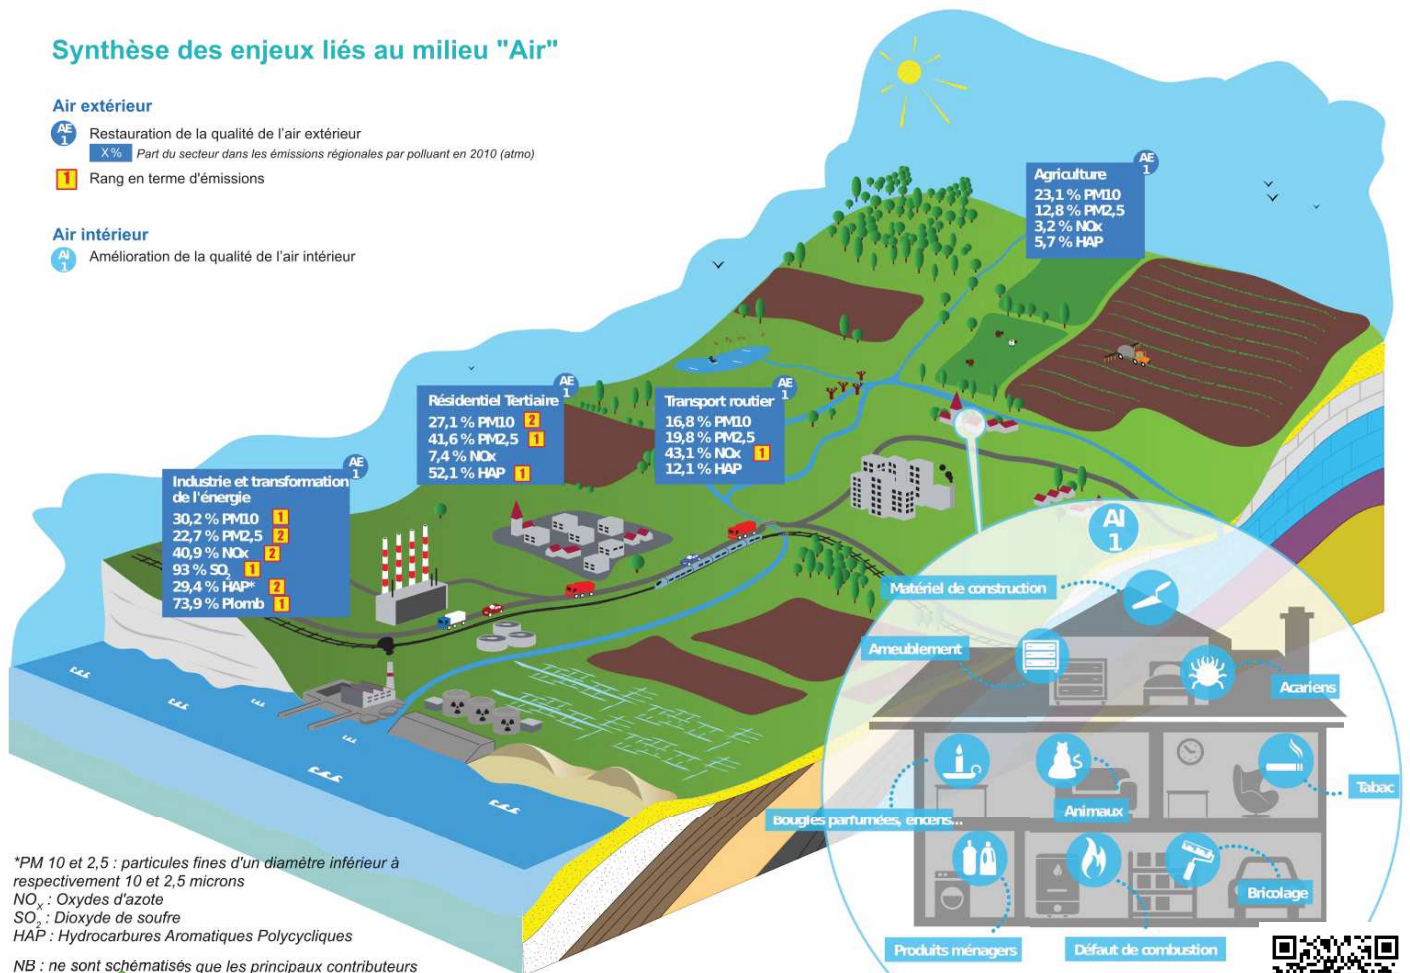 Synthèse des enjeux liés au milieu "Air"
Air extérieur
AE
1
Restauration de la qualité de l'air extérieur
X% Part du secteur dans les émissions régionales par polluant en 2010 (atmo)
1 Rang en terme d'émissions
Air intérieur
AI
1
Amélioration de la qualité de l'air intérieur
AE
1
Agriculture
23,1 % PM10
12,8 % PM2,5
3,2 % NOx
5,7 % HAP
AE
1
Résidentiel Tertiaire
27,1 % PM10 2
41,6 % PM2,5 1
7,4 % NOx
52,1 % HAP 1
AE
1
Transport routier
16,8 % PM10
19,8 % PM2,5
43,1 % NOx 1
12,1 % HAP
AE
1
Industrie et transformation
de l'énergie
30,2 % PM10 1
22,7 % PM2,5 2
40,9 % NOx 2
93 % SO2 1
29,4 % HAP* 2
73,9 % Plomb 1
AI
1
Matériel de construction
Ameublement
Acariens
Tabac
Bougies parfumées, encens...
Animaux
Bricolage
Produits ménagers
Défaut de combustion
*PM 10 et 2,5 : particules fines d'un diamètre inférieur à
respectivement 10 et 2,5 microns
NOx : Oxydes d'azote
SO2 : Dioxyde de soufre
HAP : Hydrocarbures Aromatiques Polycycliques
NB : ne sont schématisés que les principaux contributeurs